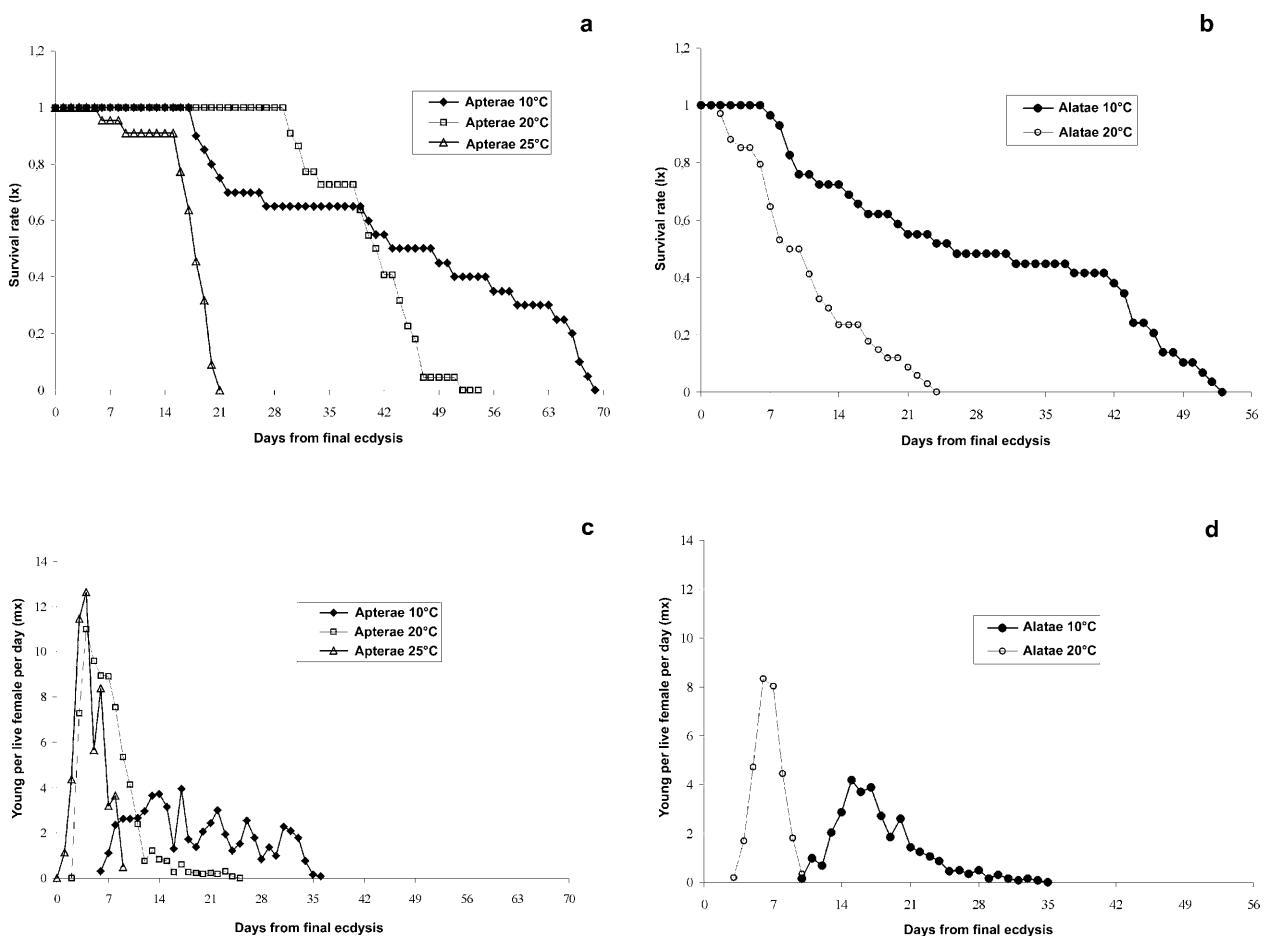 a
1,2
1
0,8
0,6
0,4
0,2
0
Survival rate (lx)
Apterae 10°C
Apterae 20°C
Apterae 25°C
0 7 14 21 28 35 42 49 56 63 70
Days from final ecdysis
b
1,2
1
0,8
0,6
0,4
0,2
0
Survival rate (lx)
Alatae 10°C
Alatae 20°C
0 7 14 21 28 35 42 49 56
Days from final ecdysis
c
14
12
10
8
6
4
2
0
Young per live female per day (mx)
Apterae 10°C
Apterae 20°C
Apterae 25°C
0 7 14 21 28 35 42 49 56 63 70
Days from final ecdysis
d
14
12
10
8
6
4
2
0
Young per live female per day (mx)
Alatae 10°C
Alatae 20°C
0 7 14 21 28 35 42 49 56
Days from final ecdysis